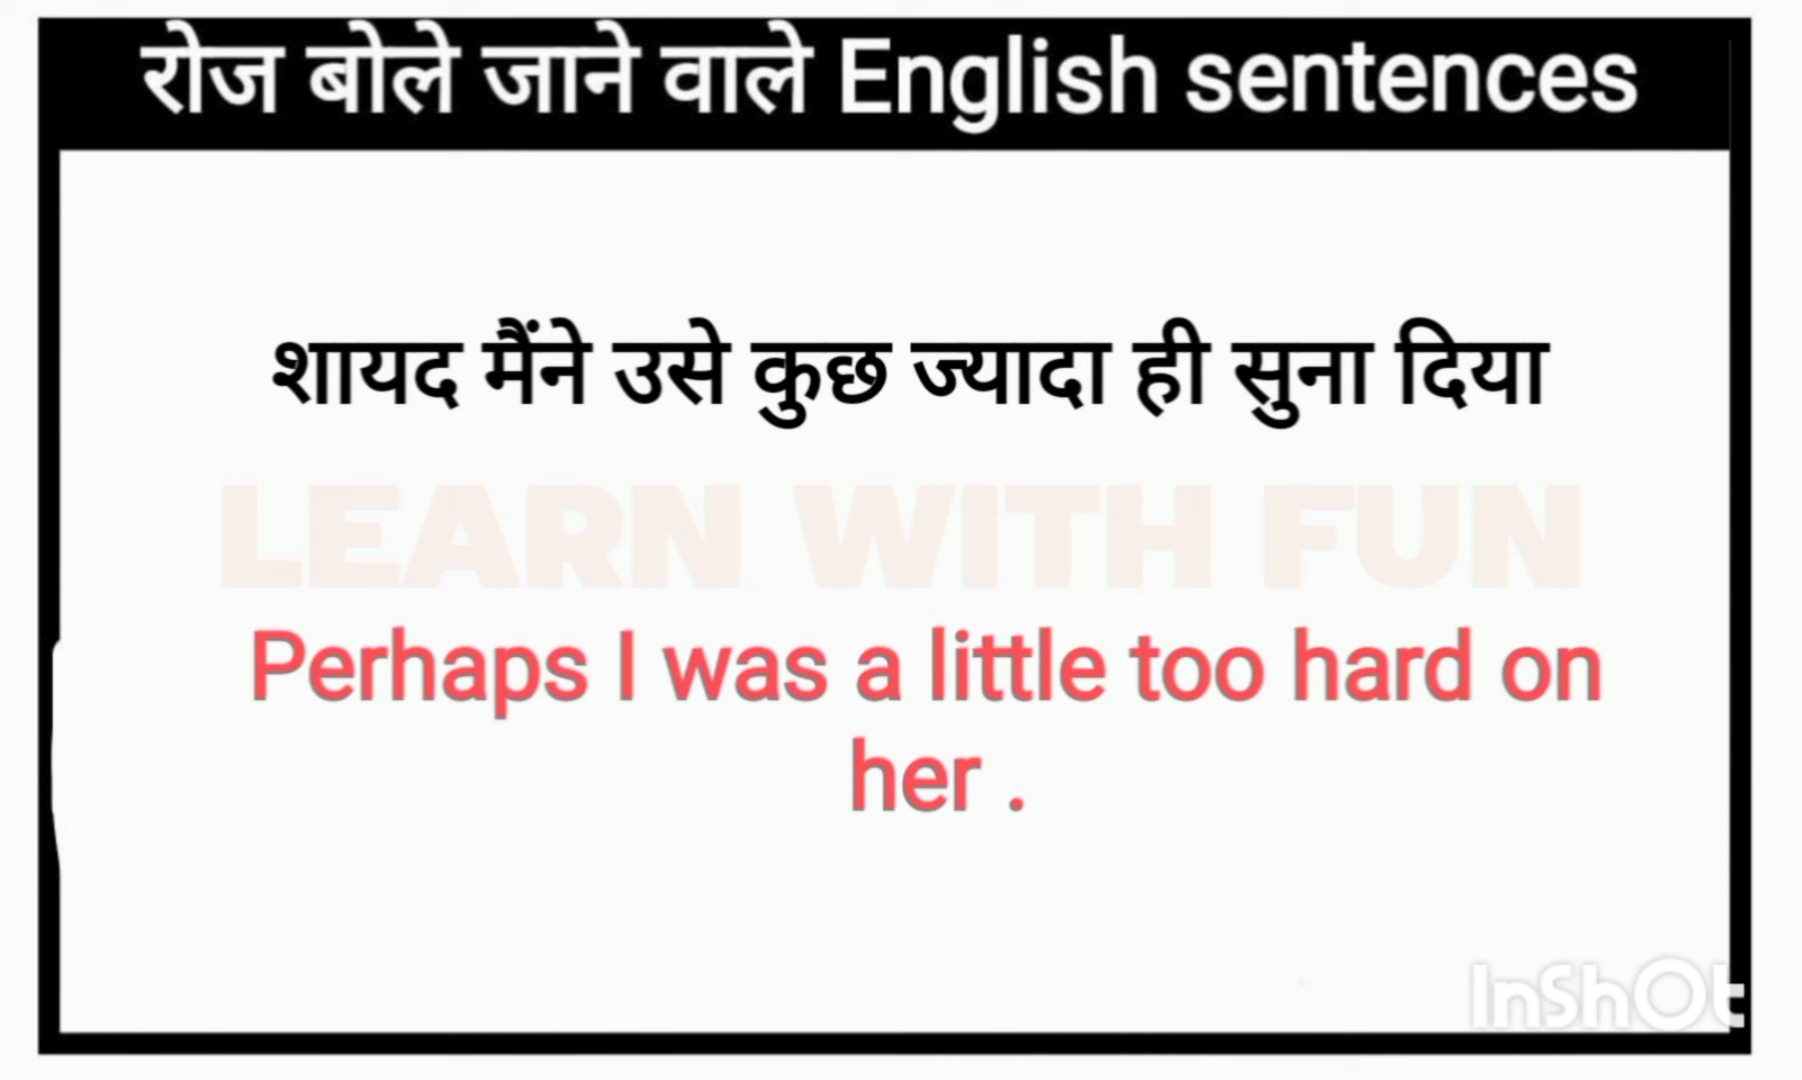 रोज बोले जाने वाले English sentences
शायद मैंने उसे कुछ ज्यादा ही सुना दिया
LEARN WITH FUN
Perhaps I was a little too hard on
her .
InShOt